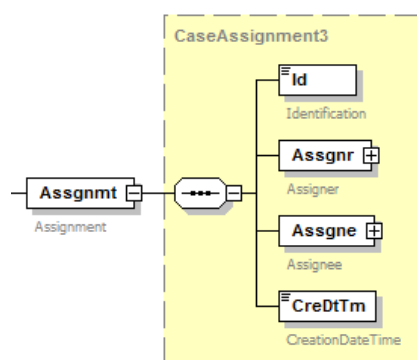 CaseAssignment3
Id
Identification
Assgnr
Assigner
Assgnmt
Assignment
Assgne
Assignee
CreDtTm
CreationDateTime